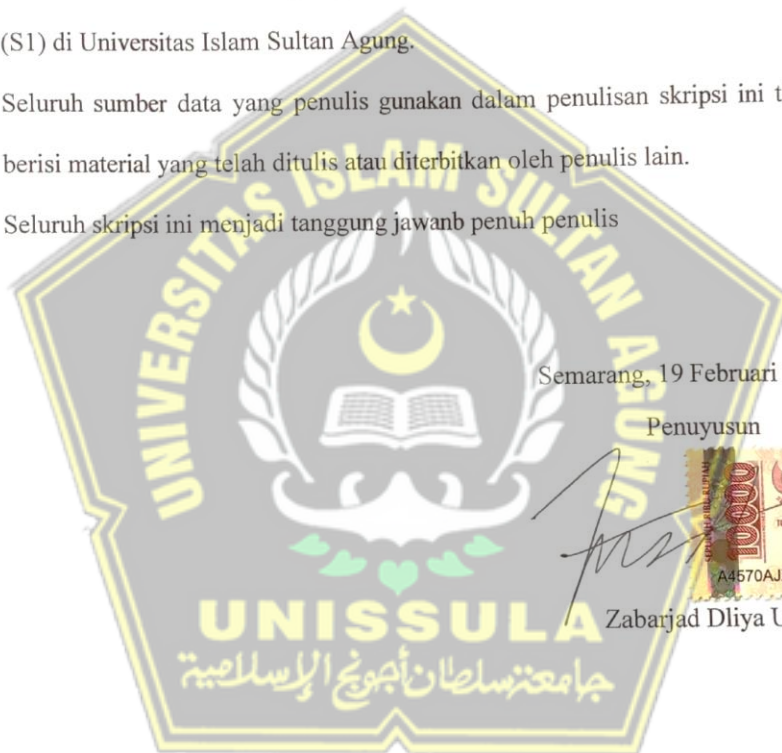 (S1) di Universitas Islam Sultan Agung.
Seluruh sumber data yang penulis gunakan dalam penulisan skripsi ini t
berisi material yang telah ditulis atau diterbitkan oleh penulis lain.
Seluruh skripsi ini menjadi tanggung jawanb penuh penulis
UNIVERSITAS ISLAM SULTAN AGUNG
Semarang, 19 Februari
Penuyusun
10000
A4570AJ
Zabarjad Dliya U
UNISSULA
جامعة سلطان أجونج الإسلامية